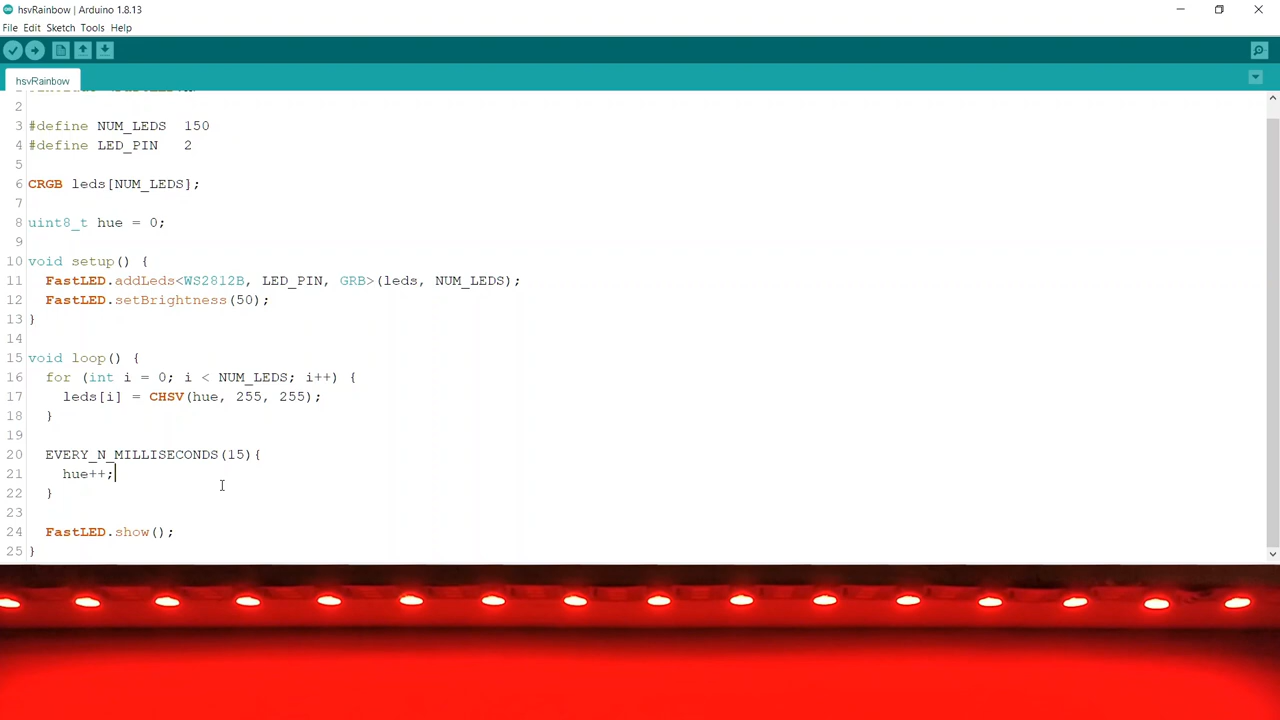 hsvRainbow | Arduino 1.8.13
File Edit Sketch Tools Help
hsvRainbow
2
3 #define NUM_LEDS 150
4 #define LED_PIN 2
5
6 CRGB leds[NUM_LEDS];
7
8 uint8_t hue = 0;
9
10 void setup() {
11 FastLED.addLeds<WS2812B, LED_PIN, GRB>(leds, NUM_LEDS);
12 FastLED.setBrightness(50);
13 }
14
15 void loop() {
16 for (int i = 0; i < NUM_LEDS; i++) {
17 leds[i] = CHSV(hue, 255, 255);
18 }
19
20 EVERY_N_MILLISECONDS(15){
21 hue++;
22 }
23
24 FastLED.show();
25 }